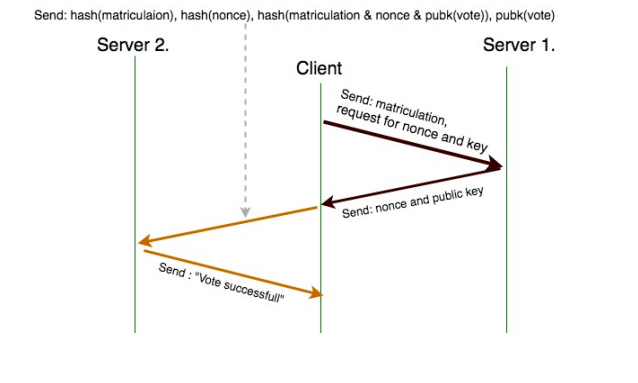 Send: hash(matriculaion), hash(nonce), hash(matriculation & nonce & pubk(vote)), pubk(vote)
Server 2.
Server 1.
Client
Send: matriculation,
request for nonce and key
Send: nonce and public key
Send : "Vote successfull"